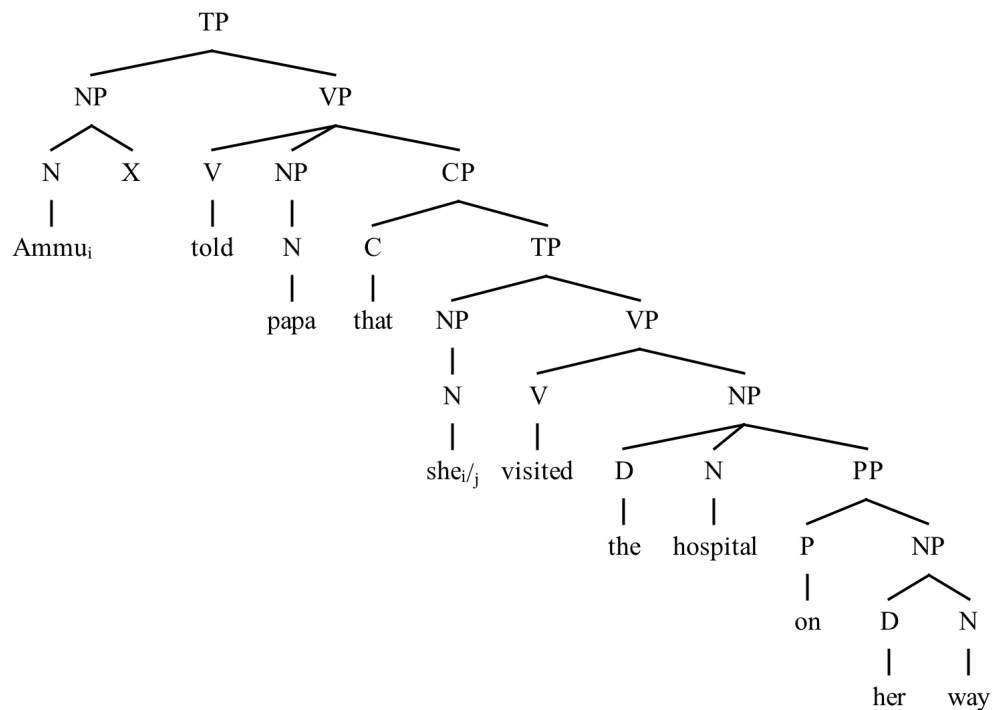 TP
NP VP
N X V NP CP
Ammuᵢ told N C TP
papa that NP VP
N V NP
sheᵢ/ⱼ visited D N PP
the hospital P NP
on D N
her way